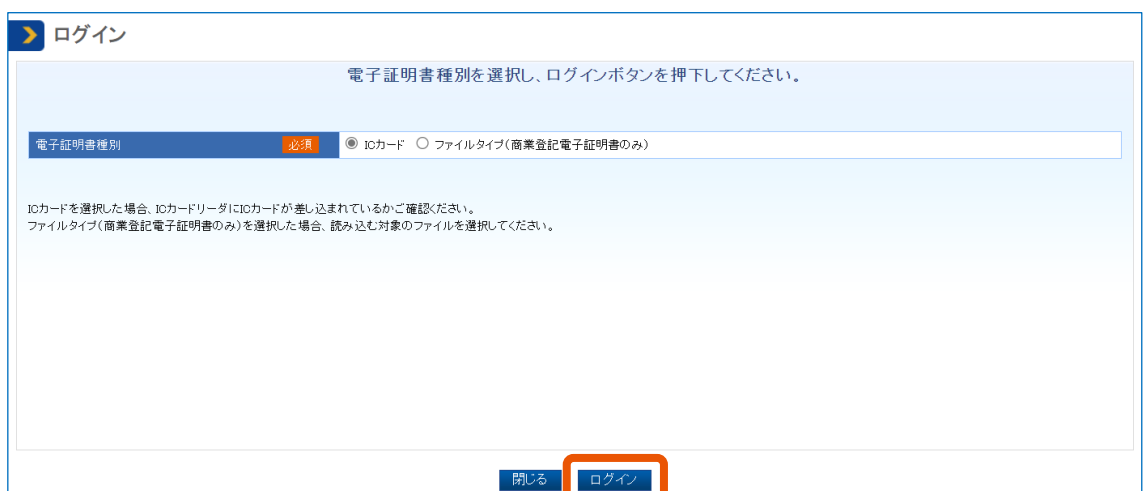 ログイン
電子証明書種別を選択し、ログインボタンを押下してください。
電子証明書種別 必須 ICカード ファイルタイプ(商業登記電子証明書のみ)
ICカードを選択した場合、ICカードリーダにICカードが差し込まれているかご確認ください。
ファイルタイプ(商業登記電子証明書のみ)を選択した場合、読み込む対象のファイルを選択してください。
閉じる ログイン